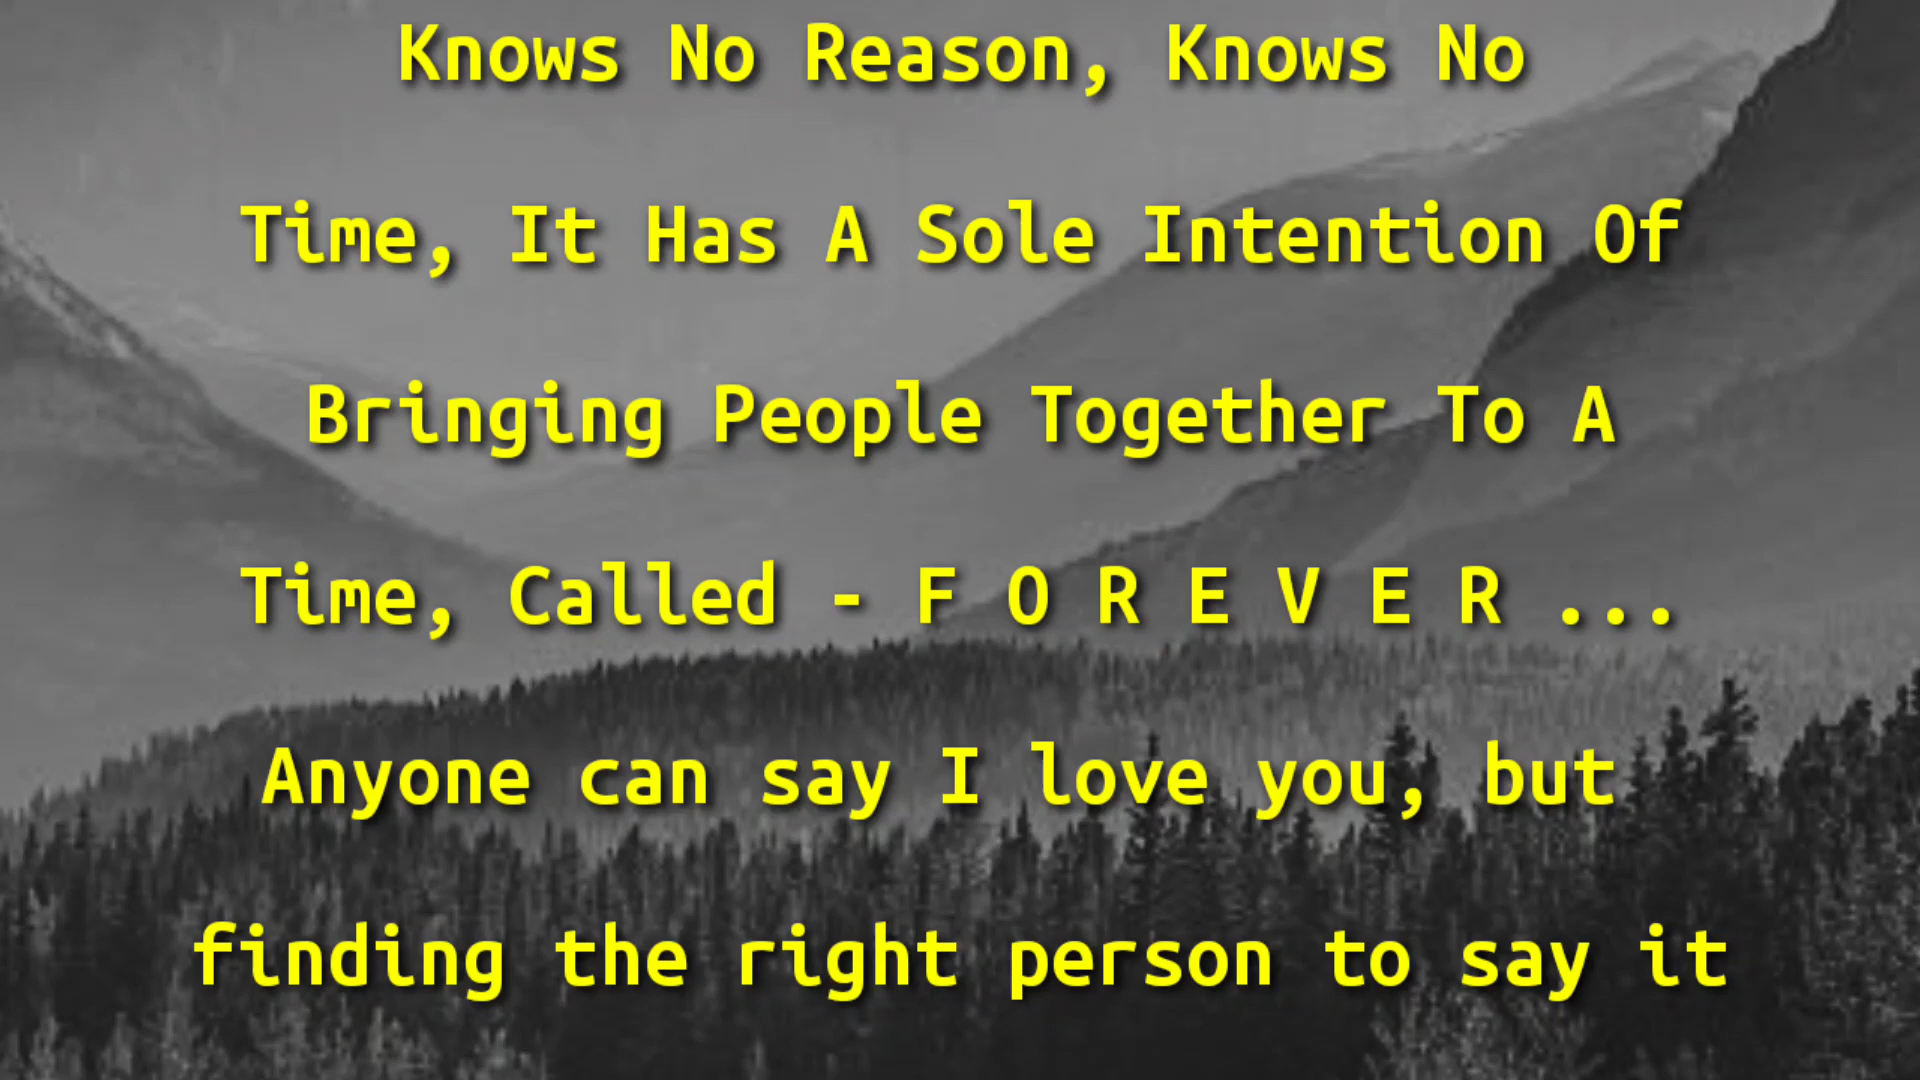 Knows No Reason, Knows No
Time, It Has A Sole Intention Of
Bringing People Together To A
Time, Called - F O R E V E R ...
Anyone can say I love you, but
finding the right person to say it